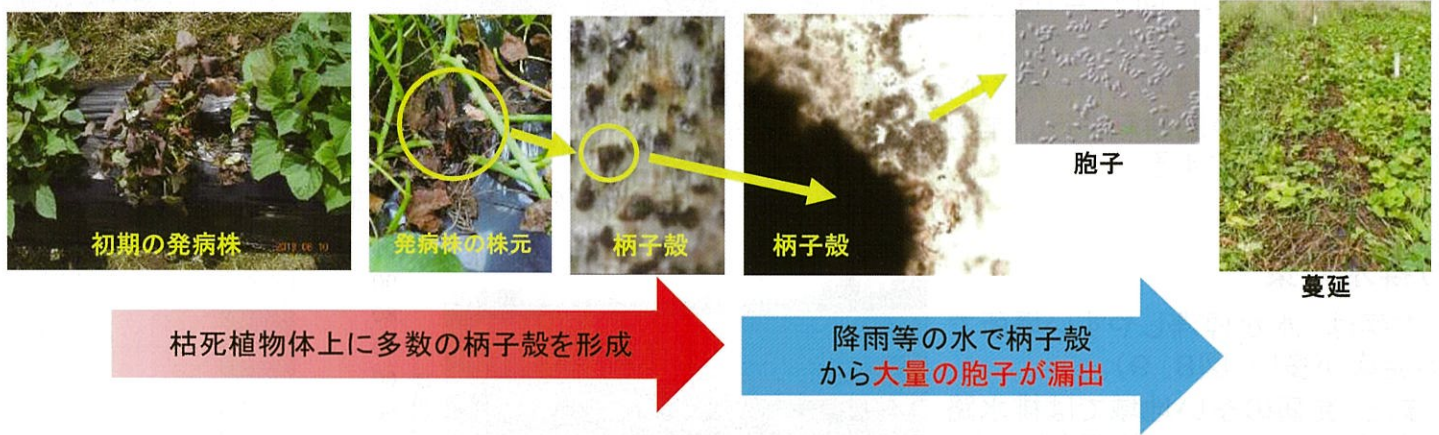 初期の発病株
発病株の株元
柄子殻
柄子殻
胞子
蔓延
枯死植物体上に多数の柄子殻を形成
降雨等の水で柄子殻
から大量の胞子が漏出